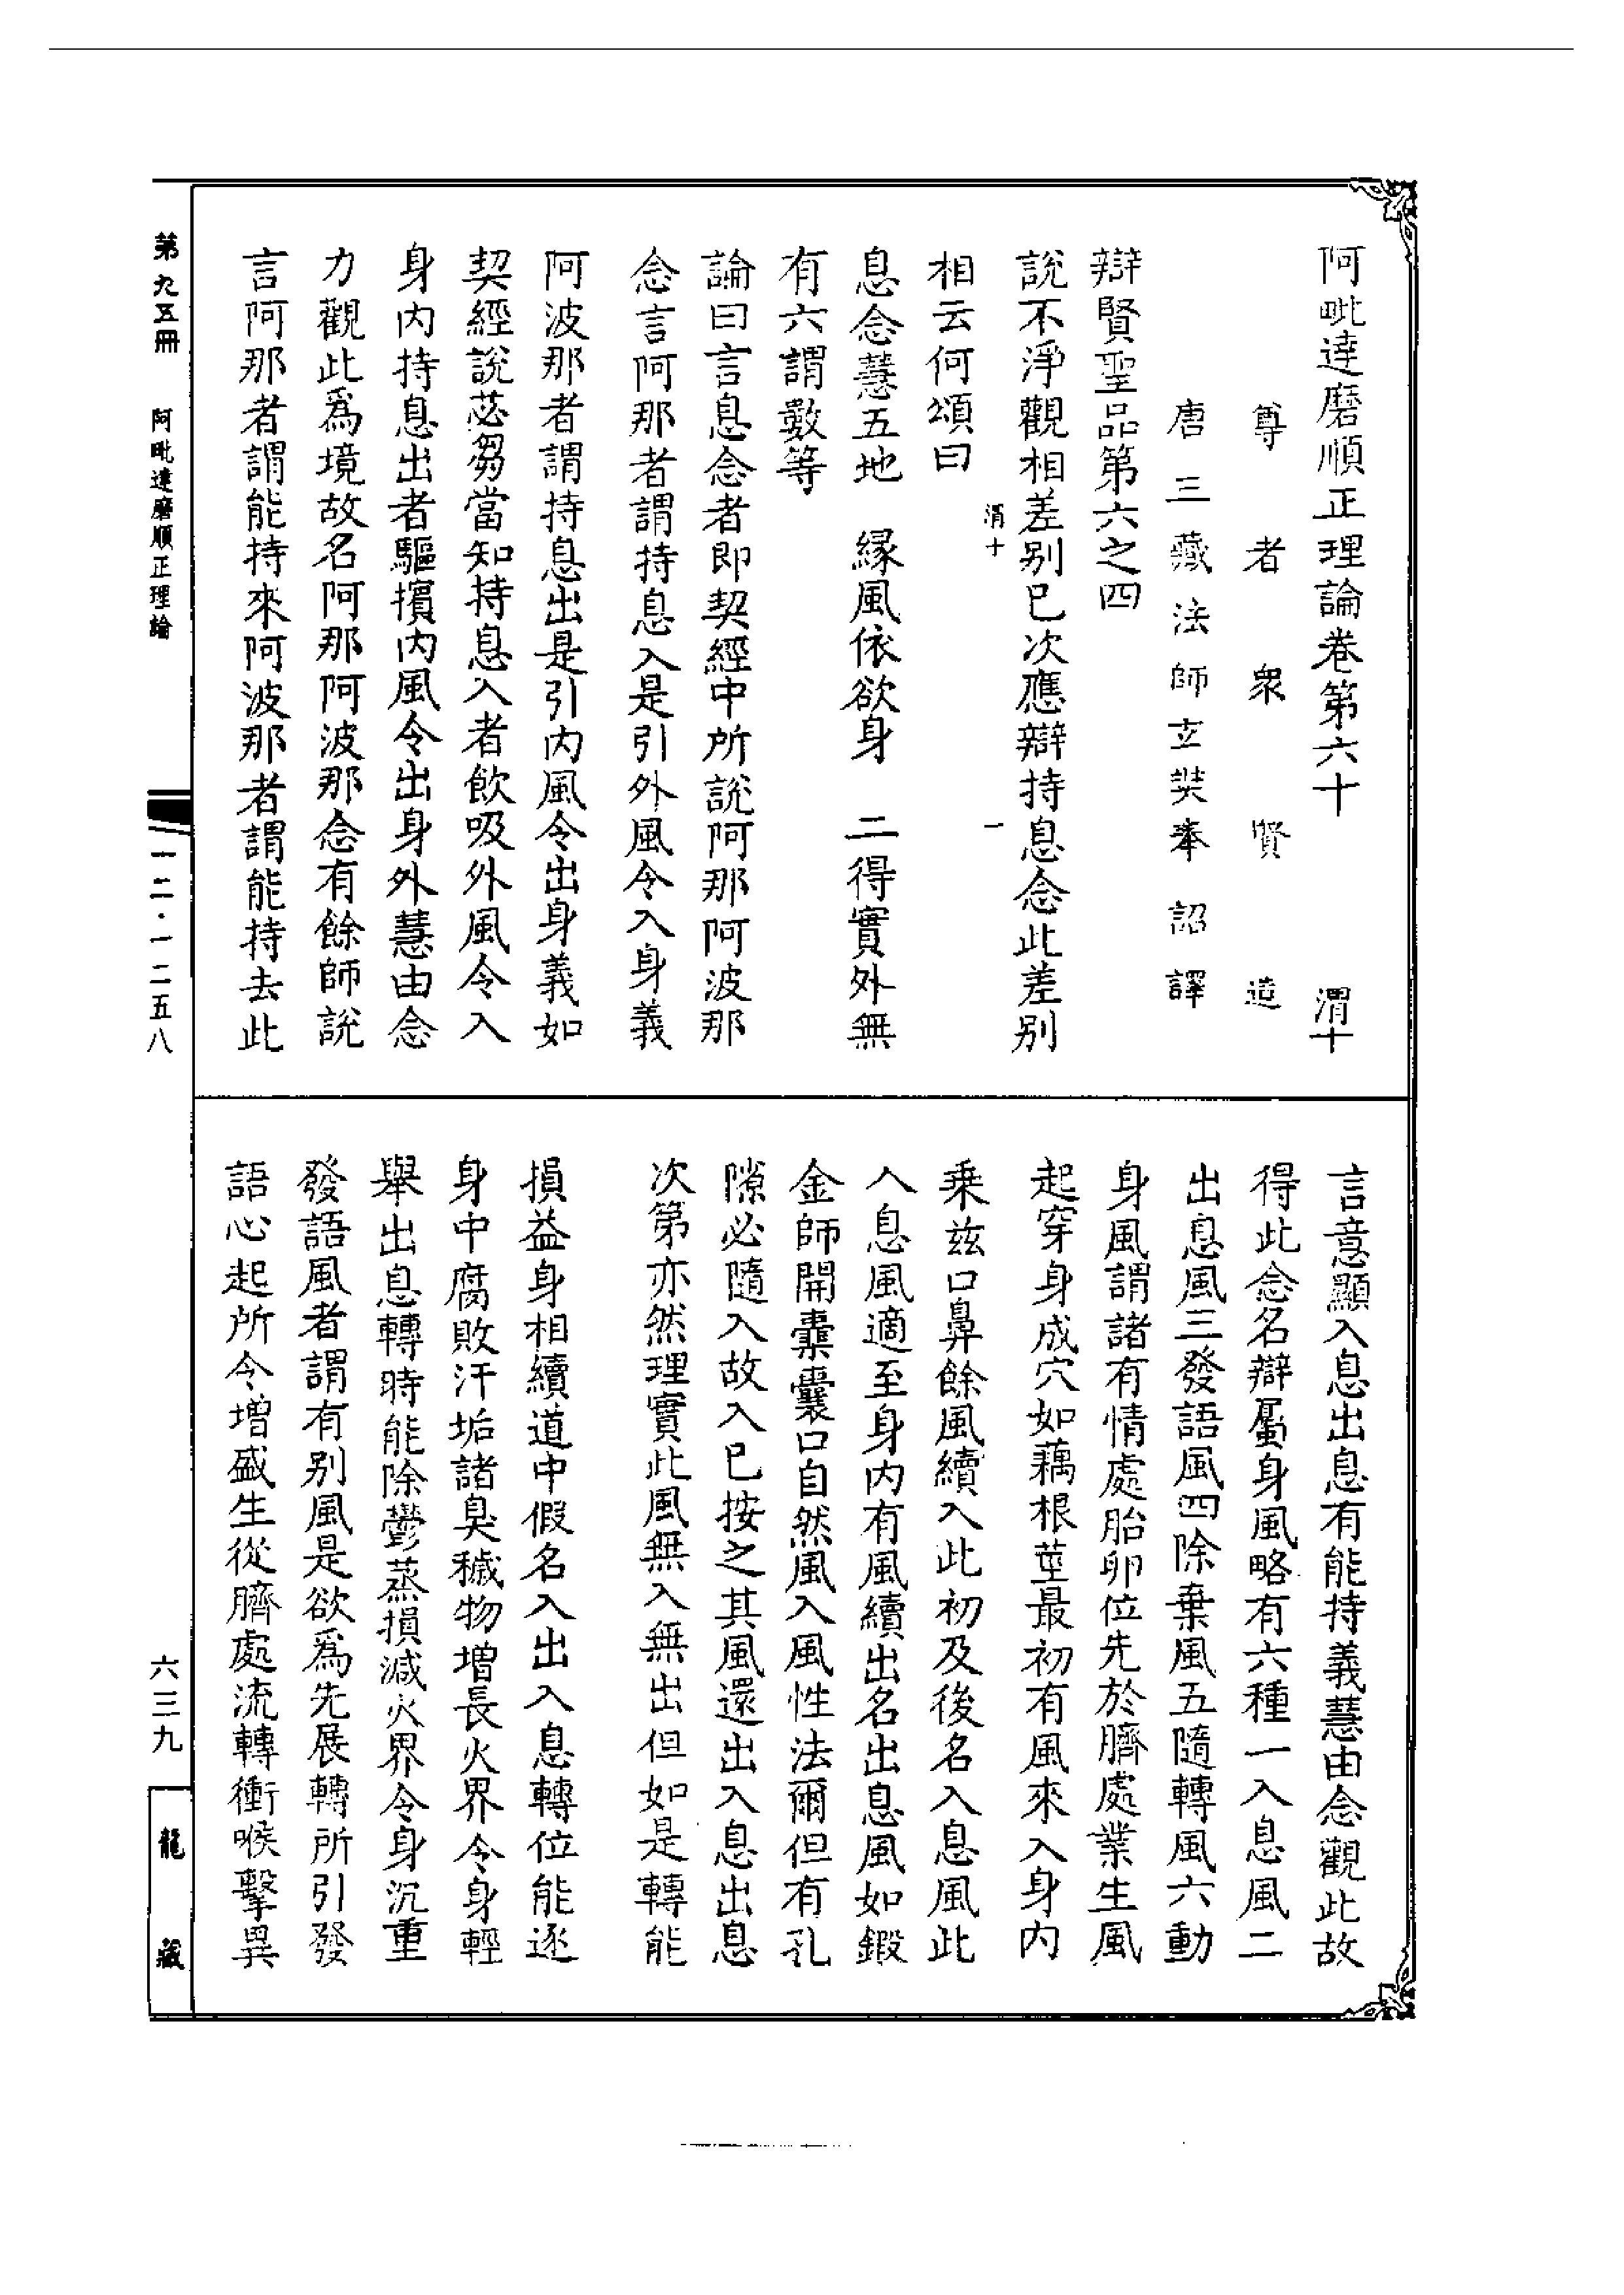 阿毗達磨順正理論卷第六十　渭十
尊者衆賢造
唐三藏法師玄奘奉詔譯
辯賢聖品第六之四
說不淨觀相差别已次應辯持息念此差别
渭十　一
相云何頌曰
息念慧五地　緣風依欲身　二得實外無
有六謂數等
論曰言息念者即契經中所說阿那阿波那
念言阿那者謂持息入是引外風令入身義
阿波那者謂持息出是引内風令出身義如
契經說苾芻當知持息入者飲吸外風令入
身内持息出者驅擯内風令出身外慧由念
力觀此爲境故名阿那阿波那念有餘師說
言阿那者謂能持來阿波那者謂能持去此
言意顯入息出息有能持義慧由念觀此故
得此念名辯屬身風略有六種一入息風二
出息風三發語風四除棄風五隨轉風六動
身風謂諸有情處胎卵位先於臍處業生風
起穿身成穴如藕根莖最初有風來入身内
乘兹口鼻餘風續入此初及後名入息風此
入息風適至身内有風續出名出息風如鍛
金師開橐囊口自然風入風性法爾但有孔
隙必隨入故入已按之其風還出入息出息
次第亦然理實此風無入無出但如是轉能
損益身相續道中假名入出入息轉位能逐
身中腐敗汗垢諸臭穢物增長火界令身輕
舉出息轉時能除鬱蒸損減火界令身沉重
發語風者謂有别風是欲爲先展轉所引發
語心起所令增盛生從臍處流轉衝喉擊異
第九五冊　阿毗達磨順正理論
一二·一二五八
六三九
龍藏